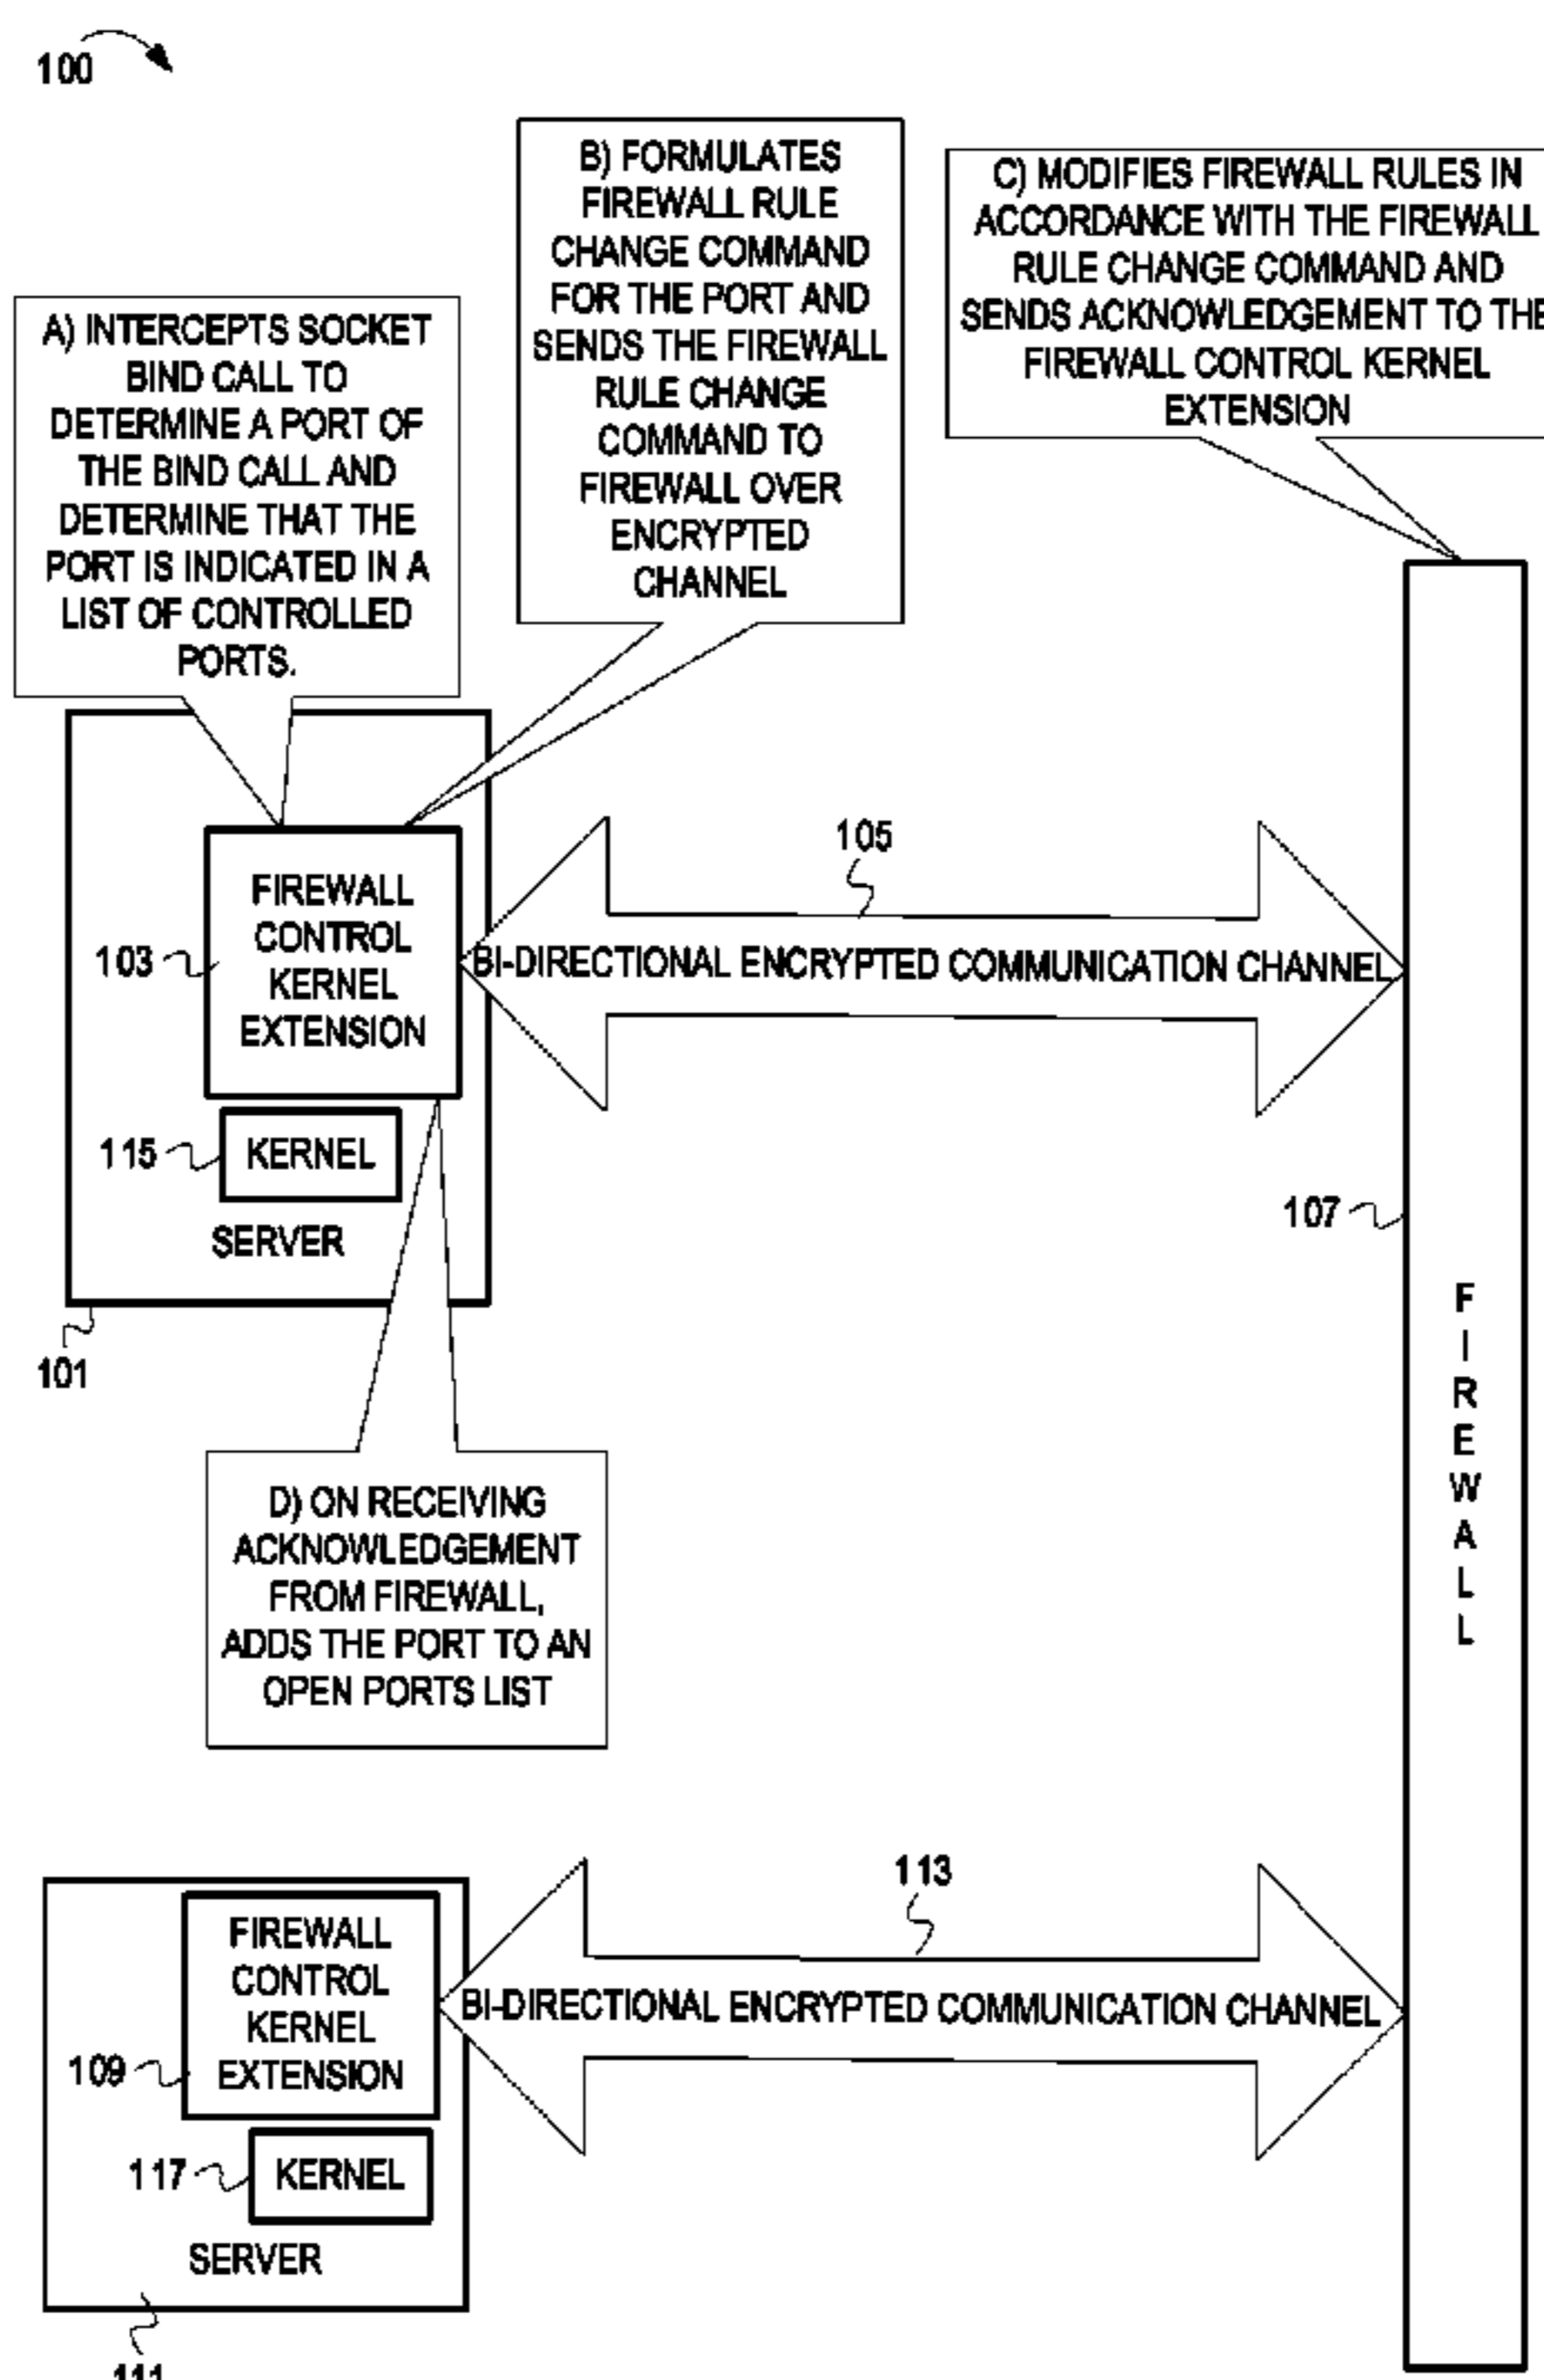 100
B) FORMULATES
FIREWALL RULE
CHANGE COMMAND
FOR THE PORT AND
SENDS THE FIREWALL
RULE CHANGE
COMMAND TO
FIREWALL OVER
ENCRYPTED
CHANNEL
C) MODIFIES FIREWALL RULES IN
ACCORDANCE WITH THE FIREWALL
RULE CHANGE COMMAND AND
SENDS ACKNOWLEDGEMENT TO THE
FIREWALL CONTROL KERNEL
EXTENSION
A) INTERCEPTS SOCKET
BIND CALL TO
DETERMINE A PORT OF
THE BIND CALL AND
DETERMINE THAT THE
PORT IS INDICATED IN A
LIST OF CONTROLLED
PORTS.
105
FIREWALL
CONTROL
KERNEL
EXTENSION
103
BI-DIRECTIONAL ENCRYPTED COMMUNICATION CHANNEL
115
KERNEL
SERVER
101
107
FIREWALL
D) ON RECEIVING
ACKNOWLEDGEMENT
FROM FIREWALL,
ADDS THE PORT TO AN
OPEN PORTS LIST
113
FIREWALL
CONTROL
KERNEL
EXTENSION
109
BI-DIRECTIONAL ENCRYPTED COMMUNICATION CHANNEL
117
KERNEL
SERVER
111